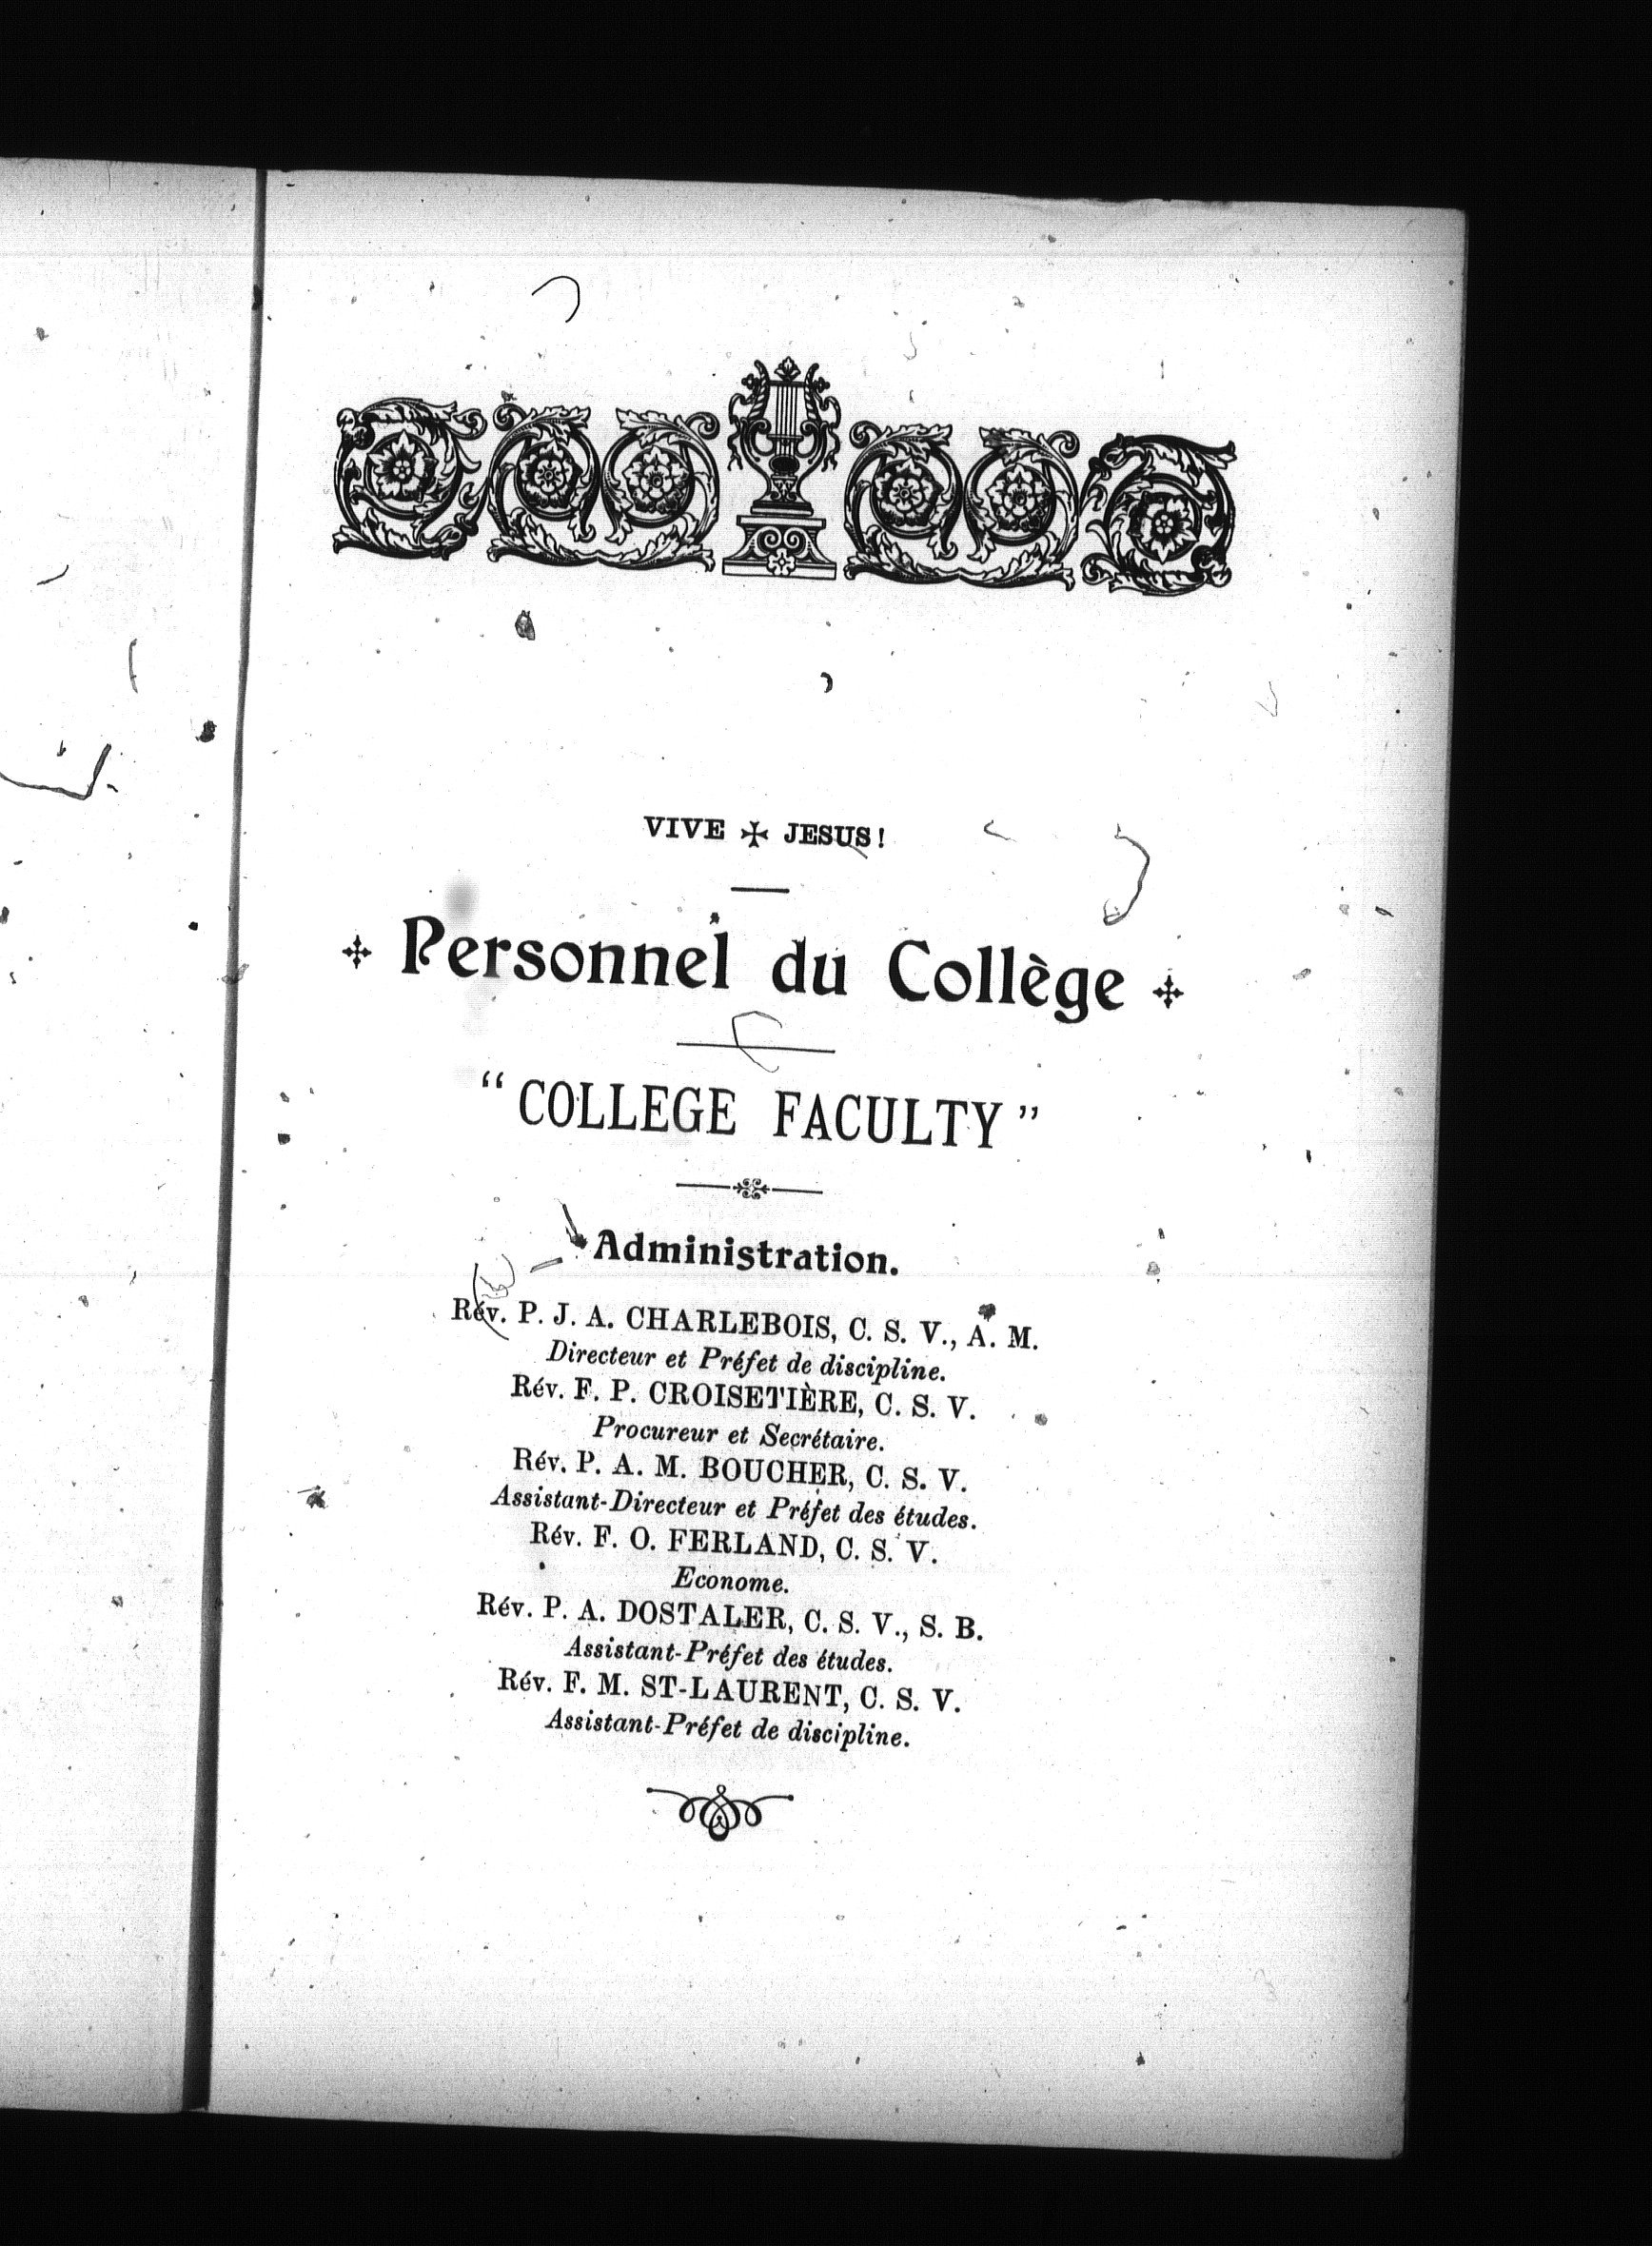 VIVE ✠ JESUS!
Personnel du Collège
“COLLEGE FACULTY”
Administration.
Rév. P. J. A. CHARLEBOIS, C. S. V., A. M.
Directeur et Préfet de discipline.
Rév. F. P. CROISETIÈRE, C. S. V.
Procureur et Secrétaire.
Rév. P. A. M. BOUCHER, C. S. V.
Assistant-Directeur et Préfet des études.
Rév. F. O. FERLAND, C. S. V.
Econome.
Rév. P. A. DOSTALER, C. S. V., S. B.
Assistant-Préfet des études.
Rév. F. M. ST-LAURENT, C. S. V.
Assistant-Préfet de discipline.